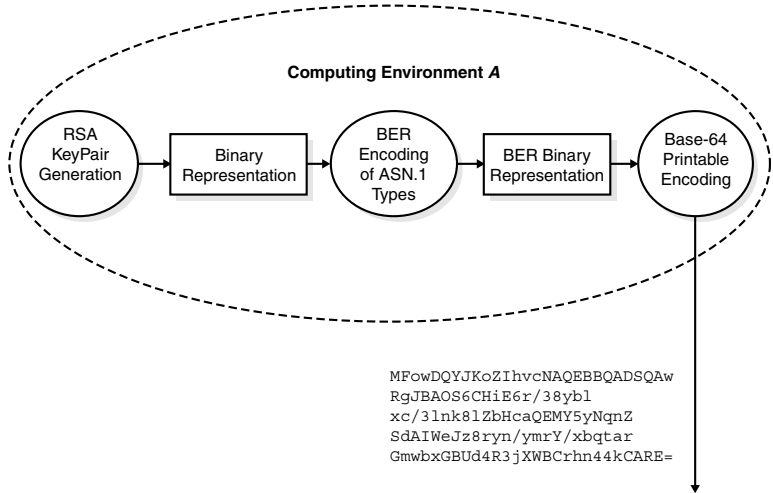 Computing Environment A
RSA
KeyPair
Generation
Binary
Representation
BER
Encoding
of ASN.1
Types
BER Binary
Representation
Base-64
Printable
Encoding
MFowDQYJKoZIhvcNAQEBBQADSQAw
RgJBAOS6CHiE6r/38ybl
xc/3lnk8lZbHcaQEMY5yNqnZ
SdAIWeJz8ryn/ymrY/xbqtar
GmwbxGBUd4R3jXWBCrhn44kCARE=